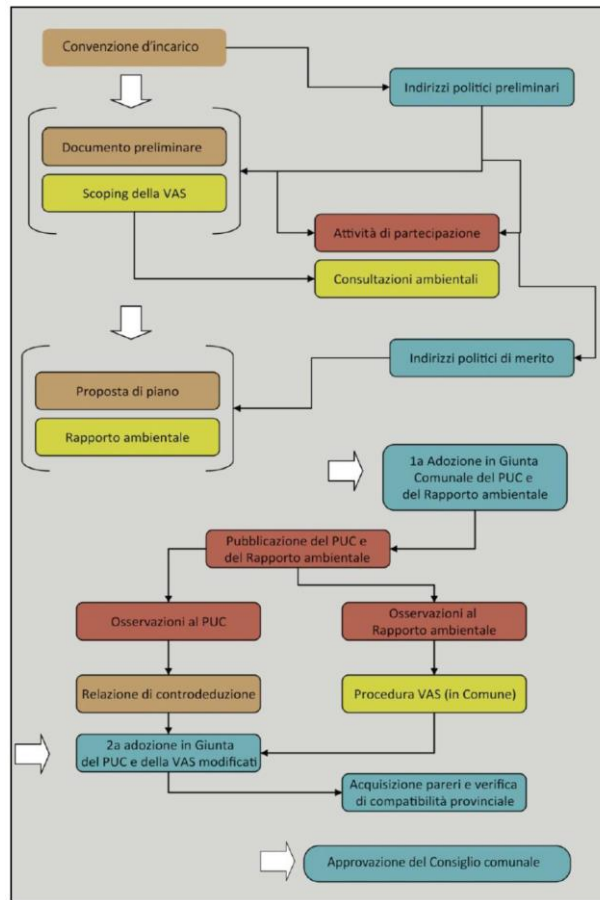 Convenzione d'incarico
Indirizzi politici preliminari
Documento preliminare
Scoping della VAS
Attività di partecipazione
Consultazioni ambientali
Indirizzi politici di merito
Proposta di piano
Rapporto ambientale
1a Adozione in Giunta
Comunale del PUC e
del Rapporto ambientale
Pubblicazione del PUC e
del Rapporto ambientale
Osservazioni al PUC
Osservazioni al
Rapporto ambientale
Relazione di controdeduzione
Procedura VAS (in Comune)
2a adozione in Giunta
del PUC e della VAS modificati
Acquisizione pareri e verifica
di compatibilità provinciale
Approvazione del Consiglio comunale